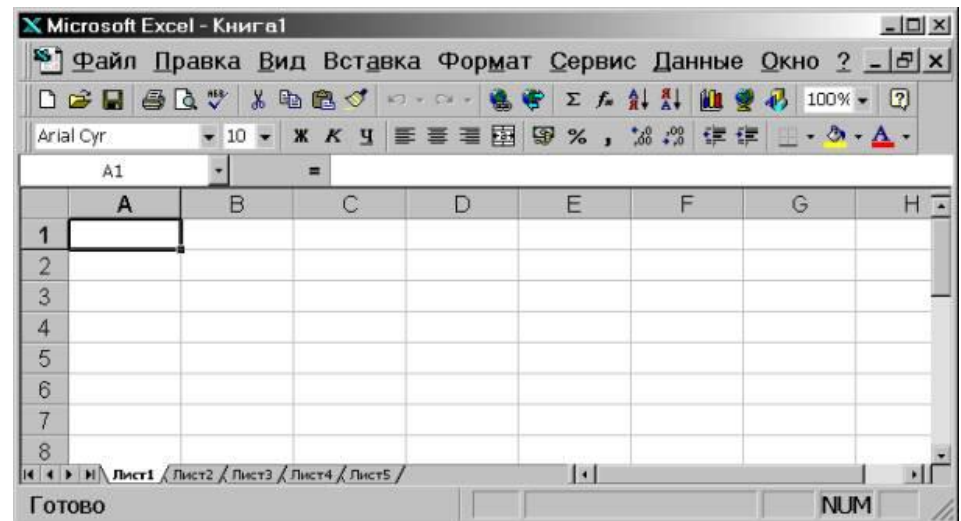 Microsoft Excel - Книга1
Файл Правка Вид Вставка Формат Сервис Данные Окно ?
100%
Arial Cyr 10 Ж К Ч % ,
A1 =
A B C D E F G H
1
2
3
4
5
6
7
8
Лист1 Лист2 Лист3 Лист4 Лист5
Готово NUM